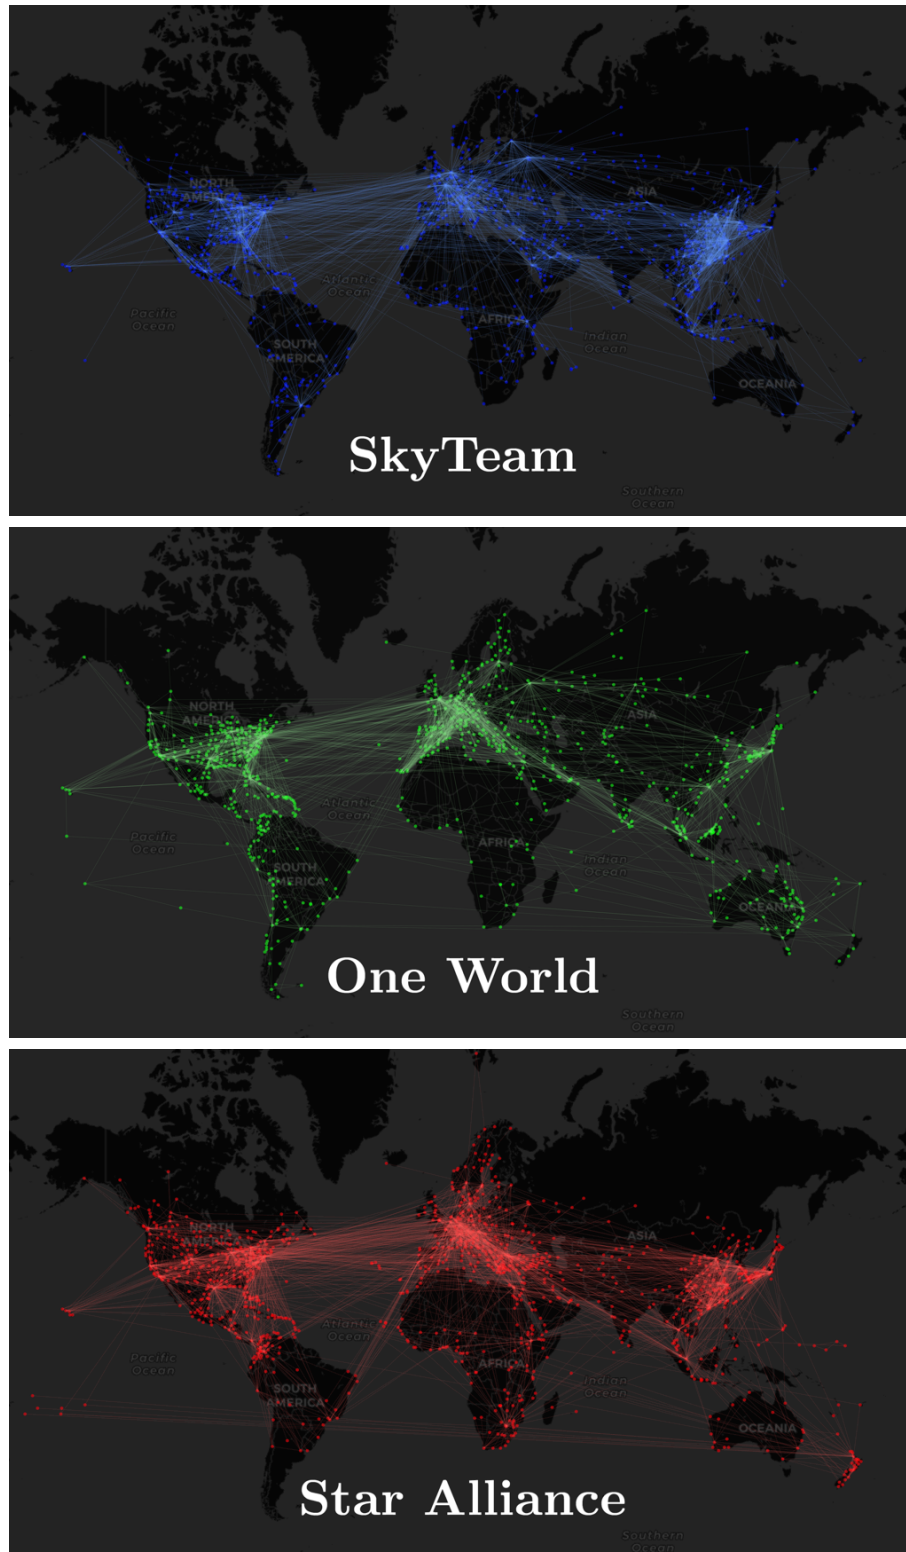 NORTH
AMERICA
ASIA
Atlantic
Ocean
Pacific
Ocean
AFRICA
Indian
Ocean
SOUTH
AMERICA
OCEANIA
SkyTeam
Southern
Ocean
NORTH
AMERICA
ASIA
Atlantic
Ocean
Pacific
Ocean
AFRICA
Indian
Ocean
SOUTH
AMERICA
OCEANIA
One World
Southern
Ocean
NORTH
AMERICA
ASIA
Atlantic
Ocean
Pacific
Ocean
AFRICA
Indian
Ocean
SOUTH
AMERICA
OCEANIA
Star Alliance
Southern
Ocean